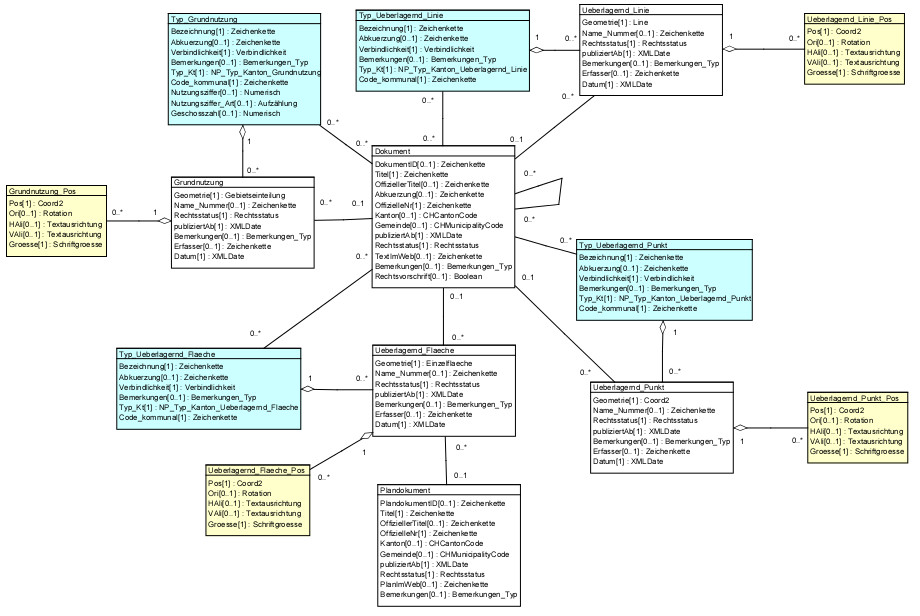 Typ_Grundnutzung
Bezeichnung[1] : Zeichenkette
Abkuerzung[0..1] : Zeichenkette
Verbindlichkeit[1] : Verbindlichkeit
Bemerkungen[0..1] : Bemerkungen_Typ
Typ_Kt[1] : NP_Typ_Kanton_Grundnutzung
Code_kommunal[1] : Zeichenkette
Nutzungsziffer[0..1] : Numerisch
Nutzungsziffer_Art[0..1] : Aufzählung
Geschosszahl[0..1] : Numerisch
Typ_Ueberlagernd_Linie
Bezeichnung[1] : Zeichenkette
Abkuerzung[0..1] : Zeichenkette
Verbindlichkeit[1] : Verbindlichkeit
Bemerkungen[0..1] : Bemerkungen_Typ
Typ_Kt[1] : NP_Typ_Kanton_Ueberlagernd_Linie
Code_kommunal[1] : Zeichenkette
1
0..*
Ueberlagernd_Linie
Geometrie[1] : Linie
Name_Nummer[0..1] : Zeichenkette
Rechtsstatus[1] : Rechtsstatus
publiziertAb[1] : XMLDate
Bemerkungen[0..1] : Bemerkungen_Typ
Erfasser[0..1] : Zeichenkette
Datum[1] : XMLDate
1
0..*
Ueberlagernd_Linie_Pos
Pos[1] : Coord2
Ori[0..1] : Rotation
HAli[0..1] : Textausrichtung
VAli[0..1] : Textausrichtung
Groesse[1] : Schriftgroesse
0..*
0..*
0..*
0..*
0..*
0..1
1
0..*
Dokument
DokumentID[0..1] : Zeichenkette
Titel[1] : Zeichenkette
OffiziellerTitel[0..1] : Zeichenkette
Abkuerzung[0..1] : Zeichenkette
OffizielleNr[1] : Zeichenkette
Kanton[0..1] : CHCantonCode
Gemeinde[0..1] : CHMunicipalityCode
publiziertAb[1] : XMLDate
Rechtsstatus[1] : Rechtsstatus
TextImWeb[0..1] : Zeichenkette
Bemerkungen[0..1] : Bemerkungen_Typ
Rechtsvorschrift[0..1] : Boolean
0..*
0..*
Grundnutzung_Pos
Pos[1] : Coord2
Ori[0..1] : Rotation
HAli[0..1] : Textausrichtung
VAli[0..1] : Textausrichtung
Groesse[1] : Schriftgroesse
0..*
1
Grundnutzung
Geometrie[1] : Gebietseinteilung
Name_Nummer[0..1] : Zeichenkette
Rechtsstatus[1] : Rechtsstatus
publiziertAb[1] : XMLDate
Bemerkungen[0..1] : Bemerkungen_Typ
Erfasser[0..1] : Zeichenkette
Datum[1] : XMLDate
0..*
0..1
0..*
0..*
0..1
0..1
0..*
Typ_Ueberlagernd_Punkt
Bezeichnung[1] : Zeichenkette
Abkuerzung[0..1] : Zeichenkette
Verbindlichkeit[1] : Verbindlichkeit
Bemerkungen[0..1] : Bemerkungen_Typ
Typ_Kt[1] : NP_Typ_Kanton_Ueberlagernd_Punkt
Code_kommunal[1] : Zeichenkette
1
0..*
0..*
0..*
0..*
Typ_Ueberlagernd_Flaeche
Bezeichnung[1] : Zeichenkette
Abkuerzung[0..1] : Zeichenkette
Verbindlichkeit[1] : Verbindlichkeit
Bemerkungen[0..1] : Bemerkungen_Typ
Typ_Kt[1] : NP_Typ_Kanton_Ueberlagernd_Flaeche
Code_kommunal[1] : Zeichenkette
1
0..*
Ueberlagernd_Flaeche
Geometrie[1] : Einzelflaeche
Name_Nummer[0..1] : Zeichenkette
Rechtsstatus[1] : Rechtsstatus
publiziertAb[1] : XMLDate
Bemerkungen[0..1] : Bemerkungen_Typ
Erfasser[0..1] : Zeichenkette
Datum[1] : XMLDate
Ueberlagernd_Punkt
Geometrie[1] : Coord2
Name_Nummer[0..1] : Zeichenkette
Rechtsstatus[1] : Rechtsstatus
publiziertAb[1] : XMLDate
Bemerkungen[0..1] : Bemerkungen_Typ
Erfasser[0..1] : Zeichenkette
Datum[1] : XMLDate
1
0..*
Ueberlagernd_Punkt_Pos
Pos[1] : Coord2
Ori[0..1] : Rotation
HAli[0..1] : Textausrichtung
VAli[0..1] : Textausrichtung
Groesse[1] : Schriftgroesse
1
0..*
0..*
0..1
Ueberlagernd_Flaeche_Pos
Pos[1] : Coord2
Ori[0..1] : Rotation
HAli[0..1] : Textausrichtung
VAli[0..1] : Textausrichtung
Groesse[1] : Schriftgroesse
Plandokument
PlandokumentID[0..1] : Zeichenkette
Titel[1] : Zeichenkette
OffiziellerTitel[0..1] : Zeichenkette
OffizielleNr[1] : Zeichenkette
Kanton[0..1] : CHCantonCode
Gemeinde[0..1] : CHMunicipalityCode
publiziertAb[1] : XMLDate
Rechtsstatus[1] : Rechtsstatus
PlanImWeb[0..1] : Zeichenkette
Bemerkungen[0..1] : Bemerkungen_Typ